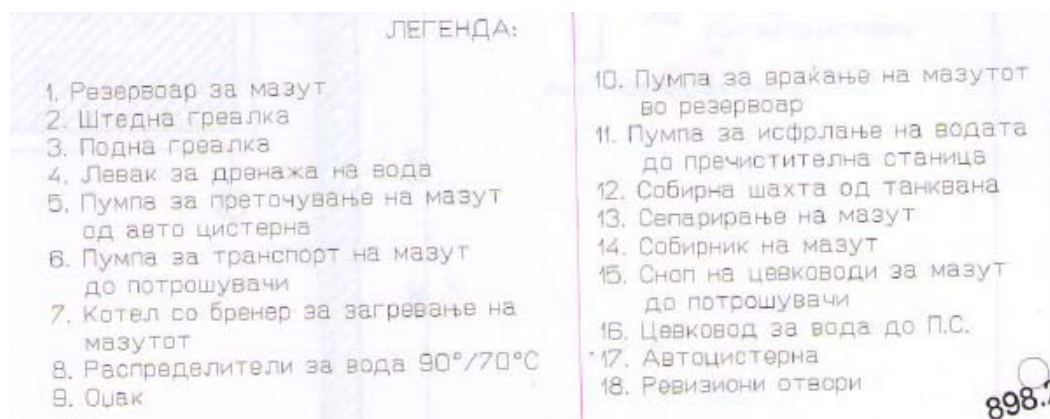 ЛЕГЕНДА:
1. Резервоар за мазут
2. Штедна греалка
3. Подна греалка
4. Левак за дренажа на вода
5. Пумпа за преточување на мазут
од авто цистерна
6. Пумпа за транспорт на мазут
до потрошувачи
7. Котел со бренер за загревање на
мазутот
8. Распределители за вода 90°/70°C
9. Оџак
10. Пумпа за враќање на мазутот
во резервоар
11. Пумпа за исфрлање на водата
до пречистителна станица
12. Собирна шахта од танквана
13. Сепарирање на мазут
14. Собирник на мазут
15. Сноп на цевководи за мазут
до потрошувачи
16. Цевковод за вода до П.С.
17. Автоцистерна
18. Ревизиони отвори